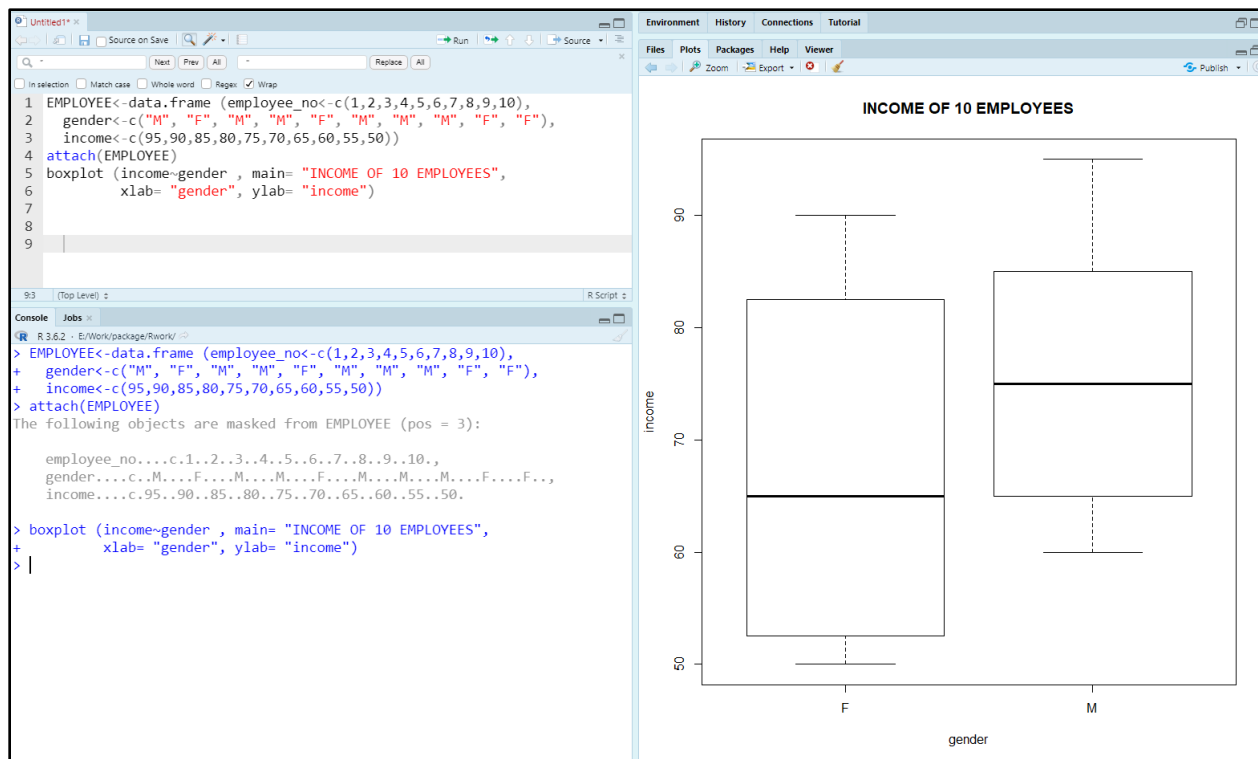 Untitled1*
Source on Save
Run
Source
Next Prev All
Replace All
In selection Match case Whole word Regex Wrap
1 EMPLOYEE<-data.frame (employee_no<-c(1,2,3,4,5,6,7,8,9,10),
2 gender<-c("M", "F", "M", "M", "F", "M", "M", "M", "F", "F"),
3 income<-c(95,90,85,80,75,70,65,60,55,50))
4 attach(EMPLOYEE)
5 boxplot (income~gender , main= "INCOME OF 10 EMPLOYEES",
6 xlab= "gender", ylab= "income")
7
8
9
9:3 (Top Level) R Script
Console Jobs
R 3.6.2 · E:/Work/package/Rwork/
> EMPLOYEE<-data.frame (employee_no<-c(1,2,3,4,5,6,7,8,9,10),
+ gender<-c("M", "F", "M", "M", "F", "M", "M", "M", "F", "F"),
+ income<-c(95,90,85,80,75,70,65,60,55,50))
> attach(EMPLOYEE)
The following objects are masked from EMPLOYEE (pos = 3):
employee_no....c.1..2..3..4..5..6..7..8..9..10.,
gender....c..M....F....M....M....F....M....M....M....F....F..,
income....c.95..90..85..80..75..70..65..60..55..50.
> boxplot (income~gender , main= "INCOME OF 10 EMPLOYEES",
+ xlab= "gender", ylab= "income")
>
Environment History Connections Tutorial
Files Plots Packages Help Viewer
Zoom Export Publish
INCOME OF 10 EMPLOYEES
90
80
70
60
50
income
F M
gender